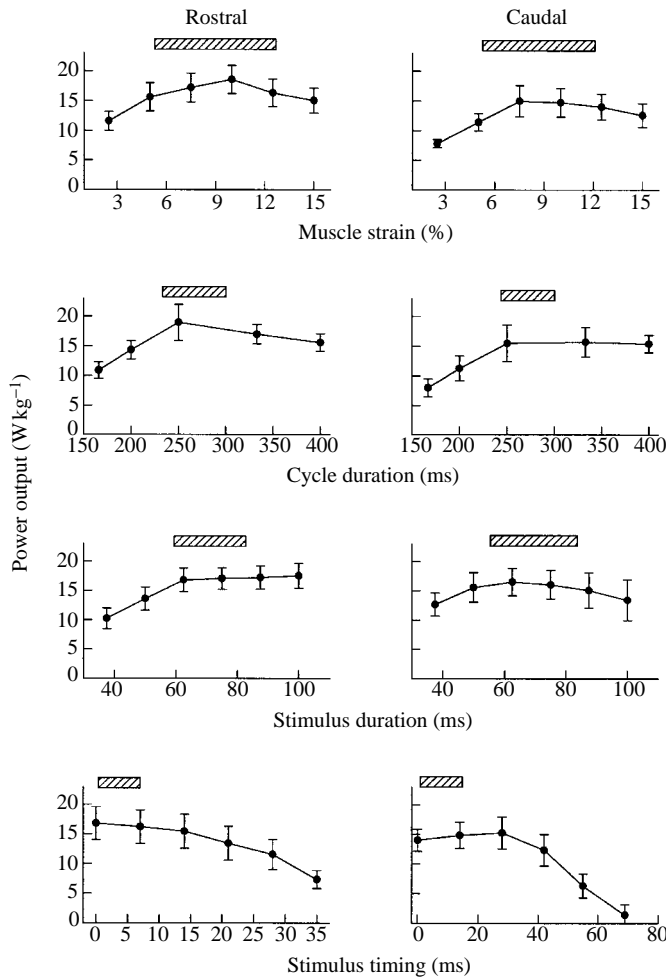 Rostral Caudal
20
15
10
5
0
3 6 9 12 15 3 6 9 12 15
Muscle strain (%)
20
15
10
5
0
150 200 250 300 350 400 150 200 250 300 350 400
Cycle duration (ms)
Power output (W kg⁻¹)
20
15
10
5
0
40 60 80 100 40 60 80 100
Stimulus duration (ms)
20
15
10
5
0
0 5 10 15 20 25 30 35 0 20 40 60 80
Stimulus timing (ms)